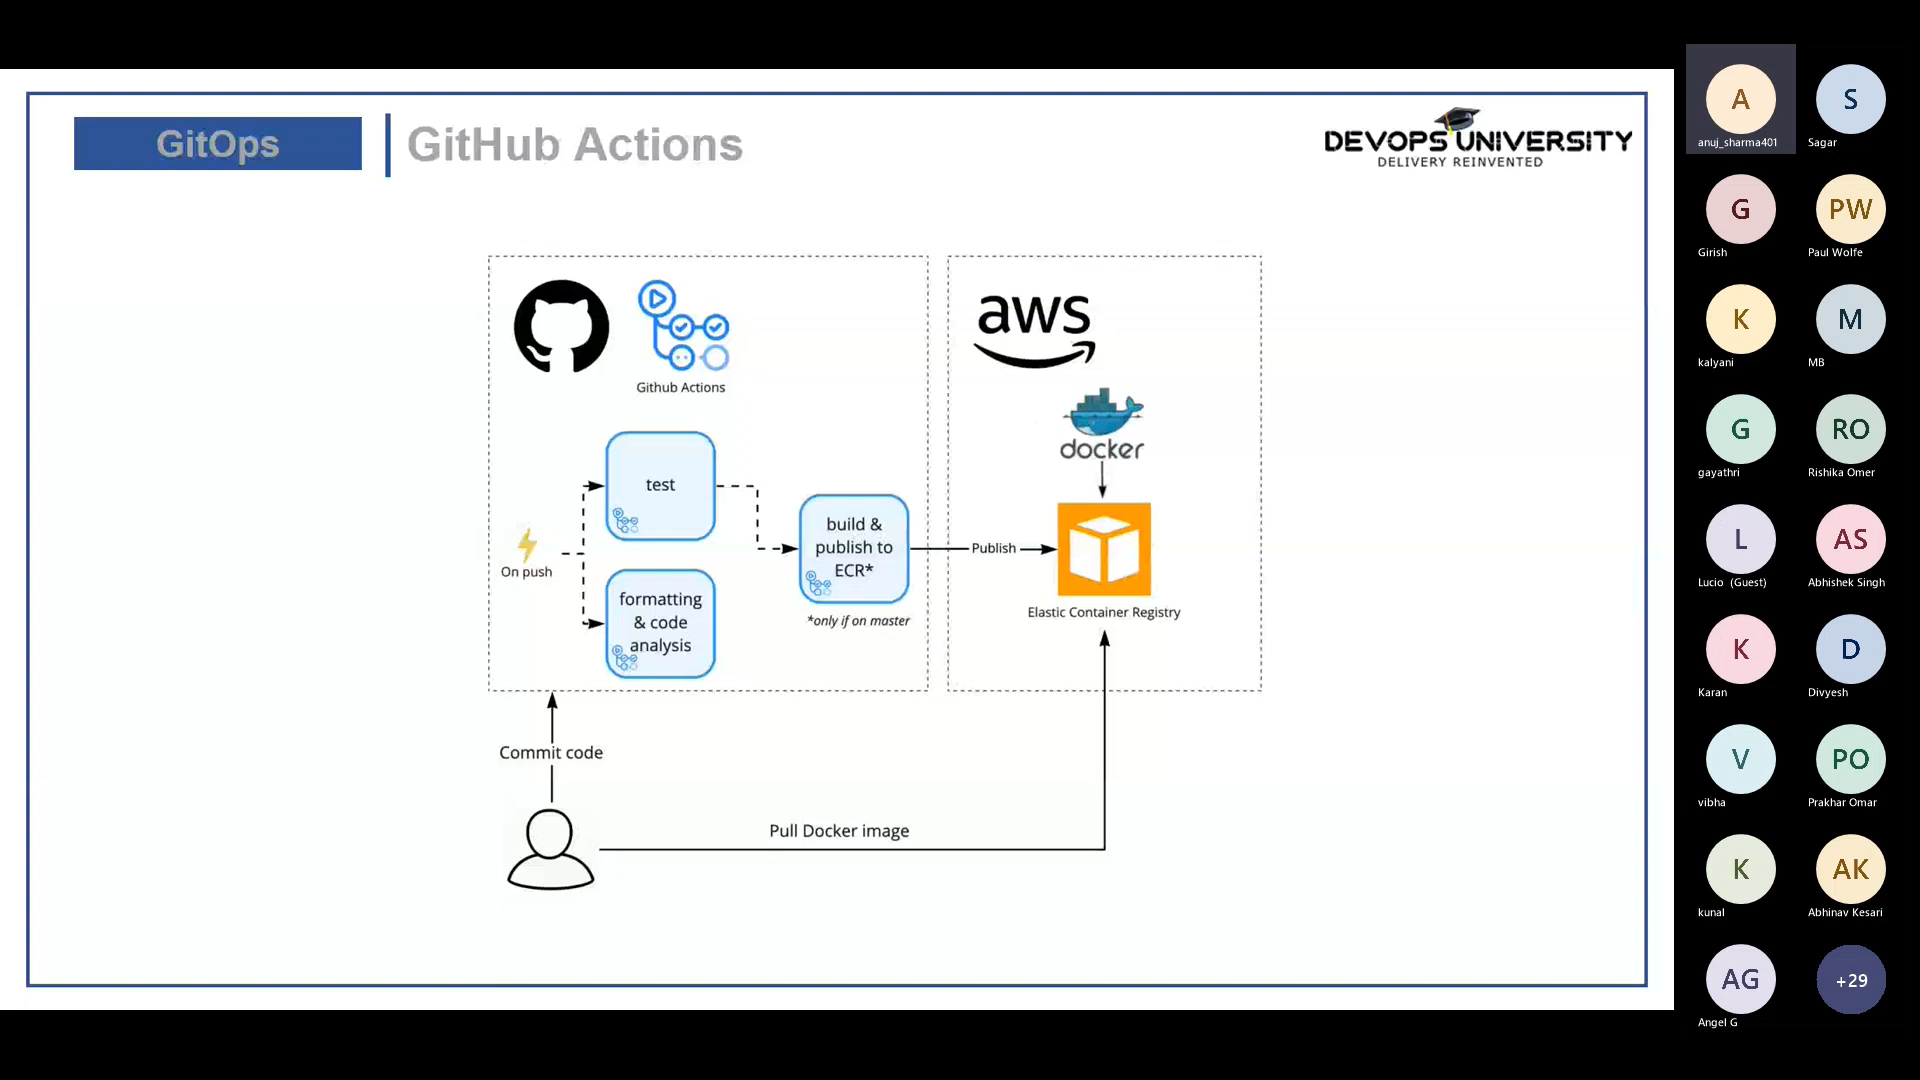 GitOps
GitHub Actions
DEVOPS UNIVERSITY
DELIVERY REINVENTED
Github Actions
aws
docker
test
On push
formatting
& code
analysis
build &
publish to
ECR*
*only if on master
Publish
Elastic Container Registry
Commit code
Pull Docker image
A
anuj_sharma401
S
Sagar
G
Girish
PW
Paul Wolfe
K
kalyani
M
MB
G
gayathri
RO
Rishika Omer
L
Lucio (Guest)
AS
Abhishek Singh
K
Karan
D
Divyesh
V
vibha
PO
Prakhar Omar
K
kunal
AK
Abhinav Kesari
AG
Angel G
+29